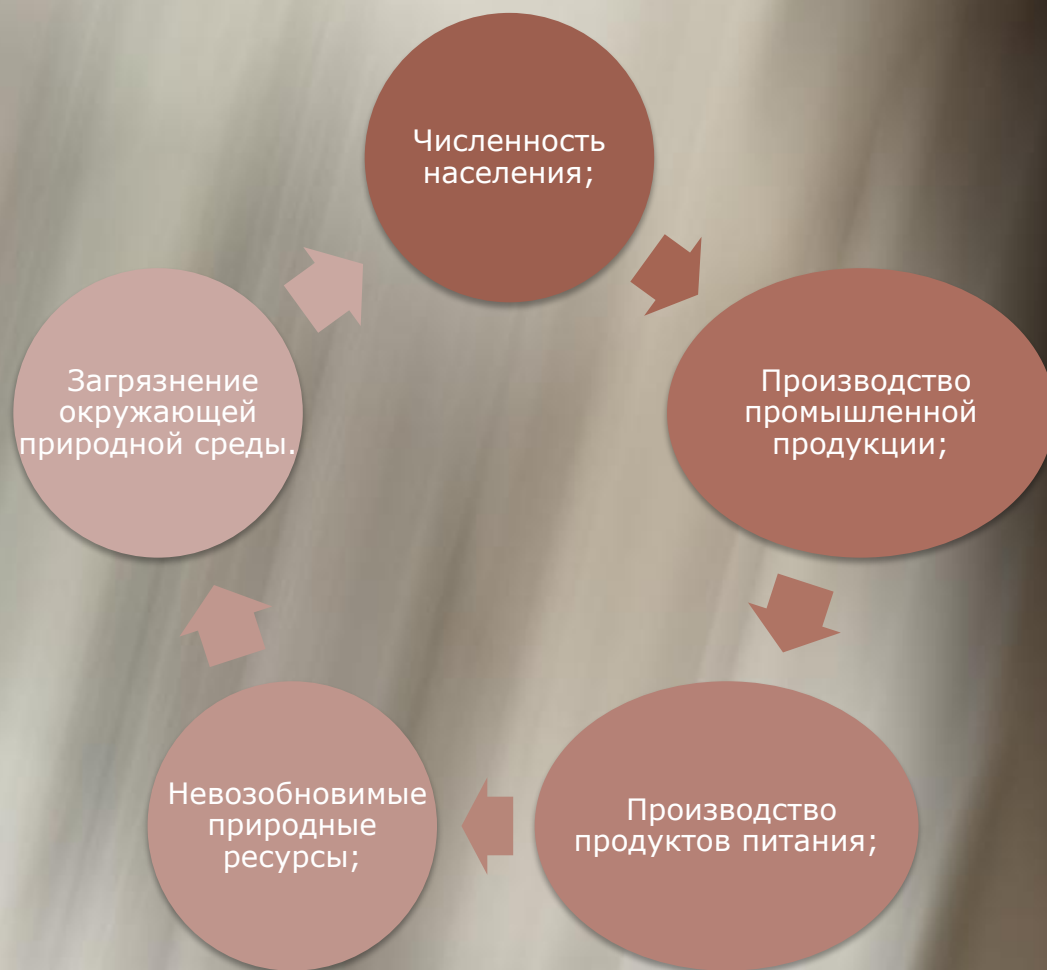 Численность
населения;
Производство
промышленной
продукции;
Производство
продуктов питания;
Невозобновимые
природные
ресурсы;
Загрязнение
окружающей
природной среды.